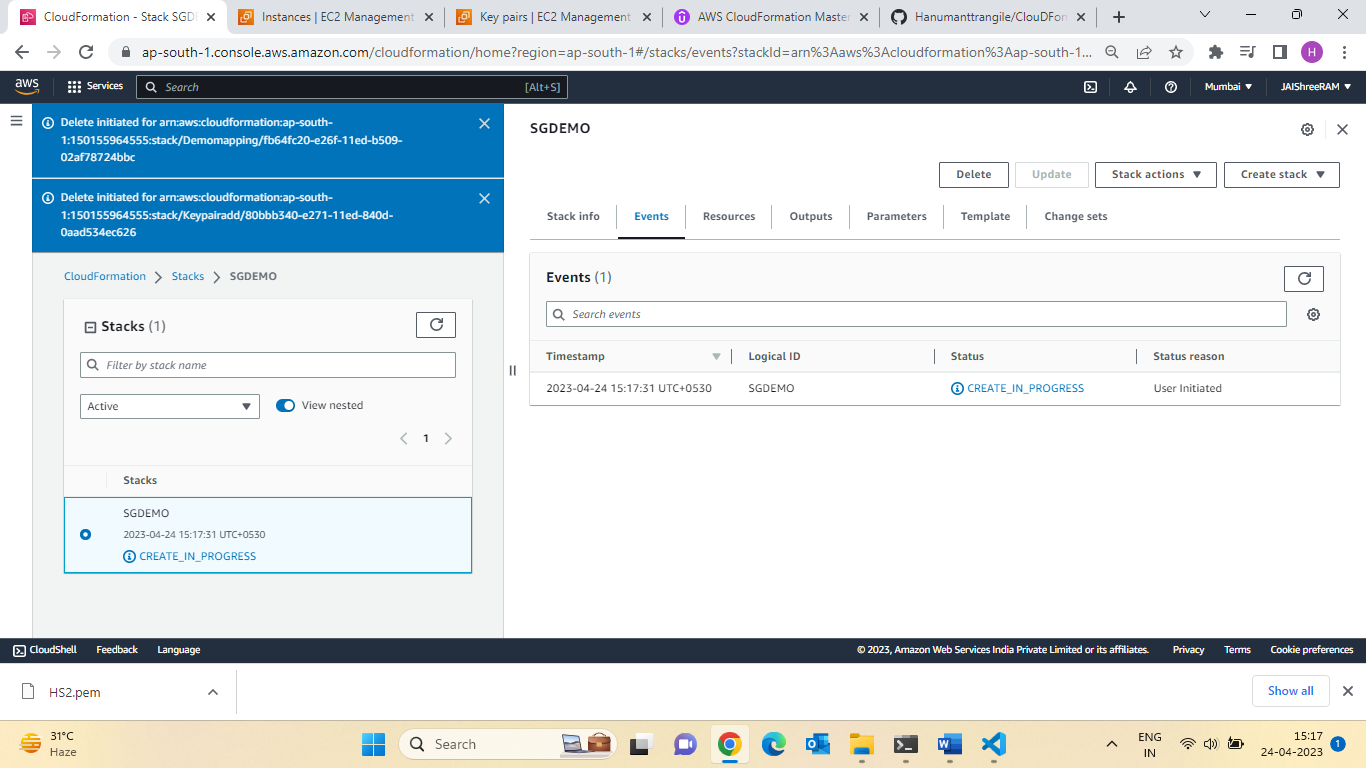 CloudFormation - Stack SGDE
Instances | EC2 Management
Key pairs | EC2 Management
AWS CloudFormation Master
Hanumanttrangile/ClouDForm
ap-south-1.console.aws.amazon.com/cloudformation/home?region=ap-south-1#/stacks/events?stackId=arn%3Aaws%3Acloudformation%3Aap-south-1...
H
aws
Services
Search
[Alt+S]
Mumbai
JAIShreeRAM
Delete initiated for arn:aws:cloudformation:ap-south-
1:150155964555:stack/Demomapping/fb64fc20-e26f-11ed-b509-
02af78724bbc
Delete initiated for arn:aws:cloudformation:ap-south-
1:150155964555:stack/Keypairadd/80bbb340-e271-11ed-840d-
0aad534ec626
CloudFormation
Stacks
SGDEMO
Stacks (1)
Filter by stack name
Active
View nested
1
Stacks
SGDEMO
2023-04-24 15:17:31 UTC+0530
CREATE_IN_PROGRESS
SGDEMO
Delete
Update
Stack actions
Create stack
Stack info
Events
Resources
Outputs
Parameters
Template
Change sets
Events (1)
Search events
Timestamp
Logical ID
Status
Status reason
2023-04-24 15:17:31 UTC+0530
SGDEMO
CREATE_IN_PROGRESS
User Initiated
CloudShell
Feedback
Language
© 2023, Amazon Web Services India Private Limited or its affiliates.
Privacy
Terms
Cookie preferences
HS2.pem
Show all
31°C
Haze
Search
ENG
IN
15:17
24-04-2023
1